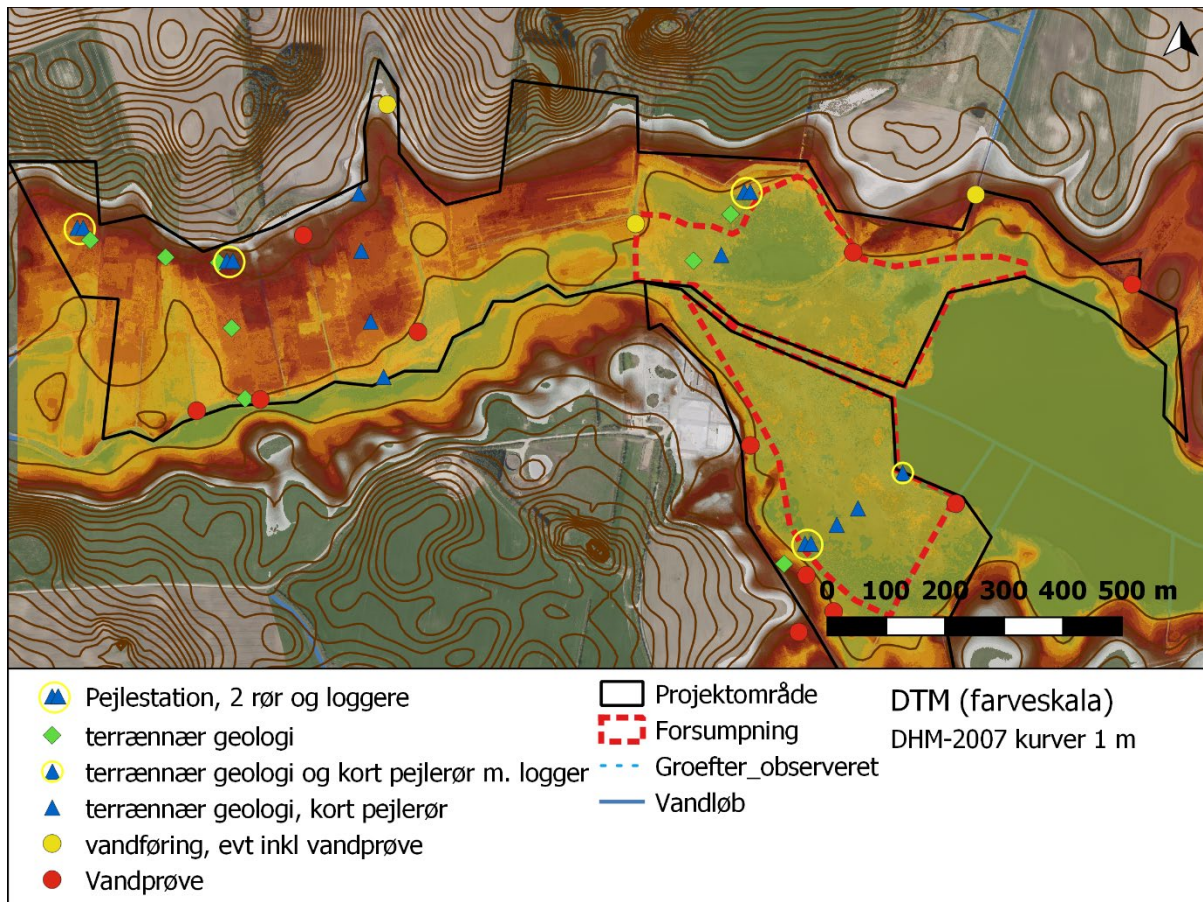 0 100 200 300 400 500 m
Pejlestation, 2 rør og loggere
terrænnær geologi
terrænnær geologi og kort pejlerør m. logger
terrænnær geologi, kort pejlerør
vandføring, evt inkl vandprøve
Vandprøve
Projektområde
Forsumpning
Groefter_observeret
Vandløb
DTM (farveskala)
DHM-2007 kurver 1 m